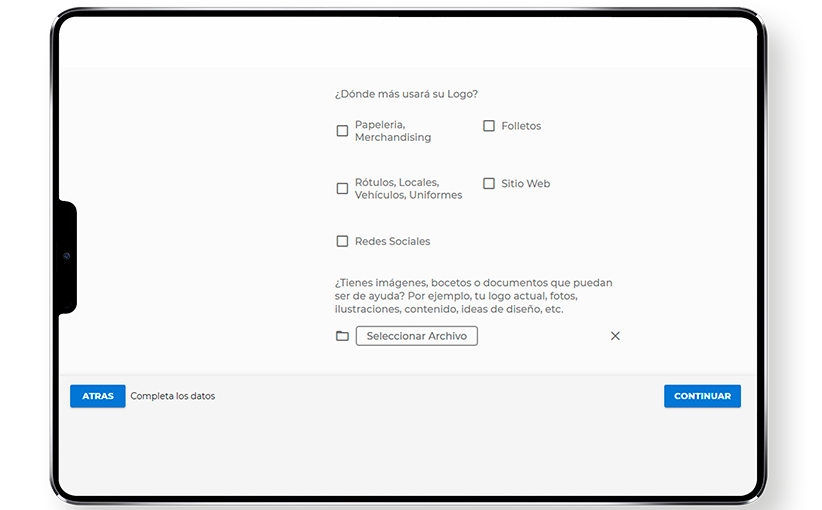 ¿Dónde más usará su Logo?
Papeleria,
Merchandising
Folletos
Rótulos, Locales,
Vehículos, Uniformes
Sitio Web
Redes Sociales
¿Tienes imágenes, bocetos o documentos que puedan
ser de ayuda? Por ejemplo, tu logo actual, fotos,
ilustraciones, contenido, ideas de diseño, etc.
Seleccionar Archivo
ATRAS Completa los datos CONTINUAR